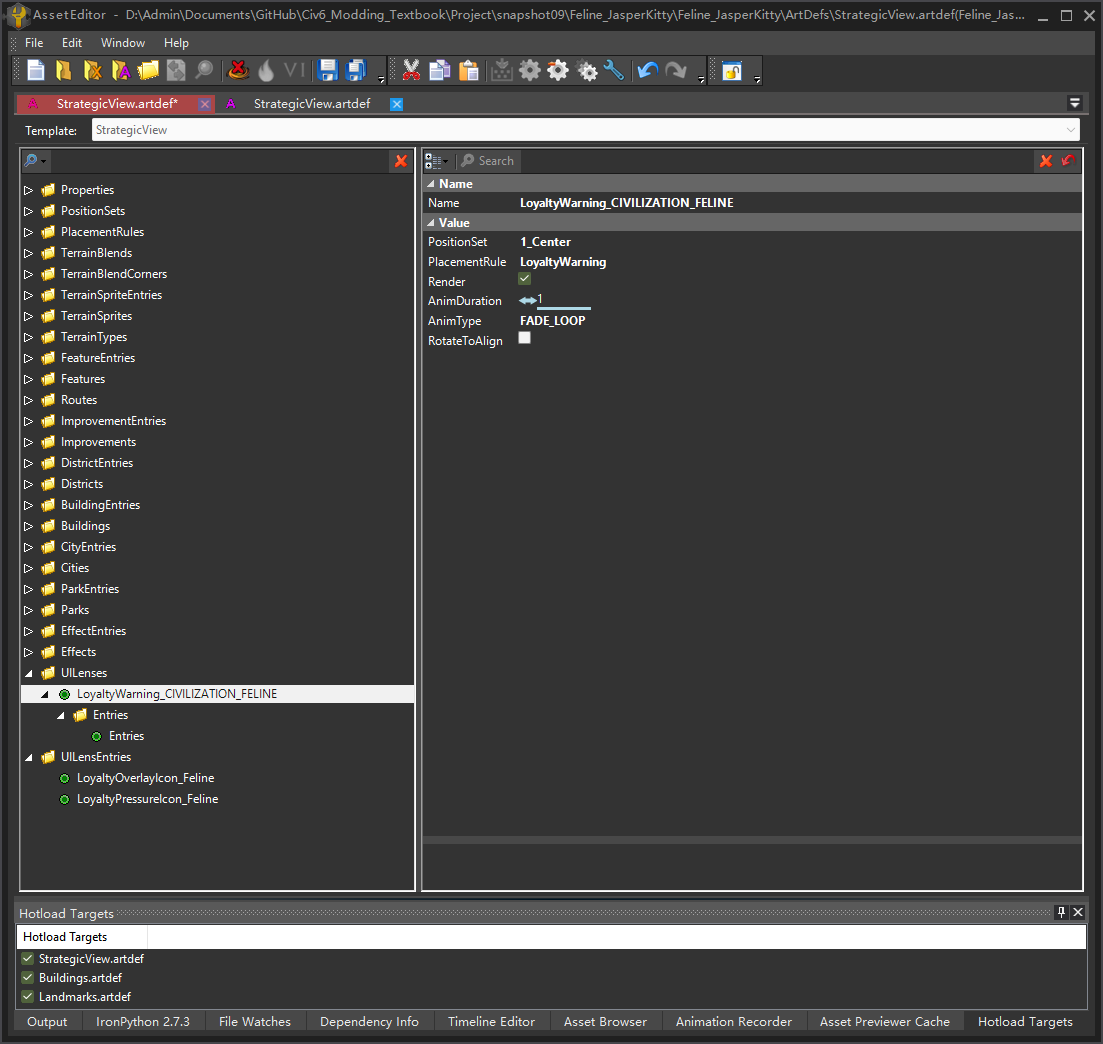 AssetEditor - D:\Admin\Documents\GitHub\Civ6_Modding_Textbook\Project\snapshot09\Feline_JasperKitty\Feline_JasperKitty\ArtDefs\StrategicView.artdef(Feline_Jas...
File Edit Window Help
VI
StrategicView.artdef* StrategicView.artdef
Template: StrategicView
Search
Properties
PositionSets
PlacementRules
TerrainBlends
TerrainBlendCorners
TerrainSpriteEntries
TerrainSprites
TerrainTypes
FeatureEntries
Features
Routes
ImprovementEntries
Improvements
DistrictEntries
Districts
BuildingEntries
Buildings
CityEntries
Cities
ParkEntries
Parks
EffectEntries
Effects
UILenses
LoyaltyWarning_CIVILIZATION_FELINE
Entries
Entries
UILensEntries
LoyaltyOverlayIcon_Feline
LoyaltyPressureIcon_Feline
Name
Name LoyaltyWarning_CIVILIZATION_FELINE
Value
PositionSet 1_Center
PlacementRule LoyaltyWarning
Render
AnimDuration 1
AnimType FADE_LOOP
RotateToAlign
Hotload Targets
Hotload Targets
StrategicView.artdef
Buildings.artdef
Landmarks.artdef
Output IronPython 2.7.3 File Watches Dependency Info Timeline Editor Asset Browser Animation Recorder Asset Previewer Cache Hotload Targets